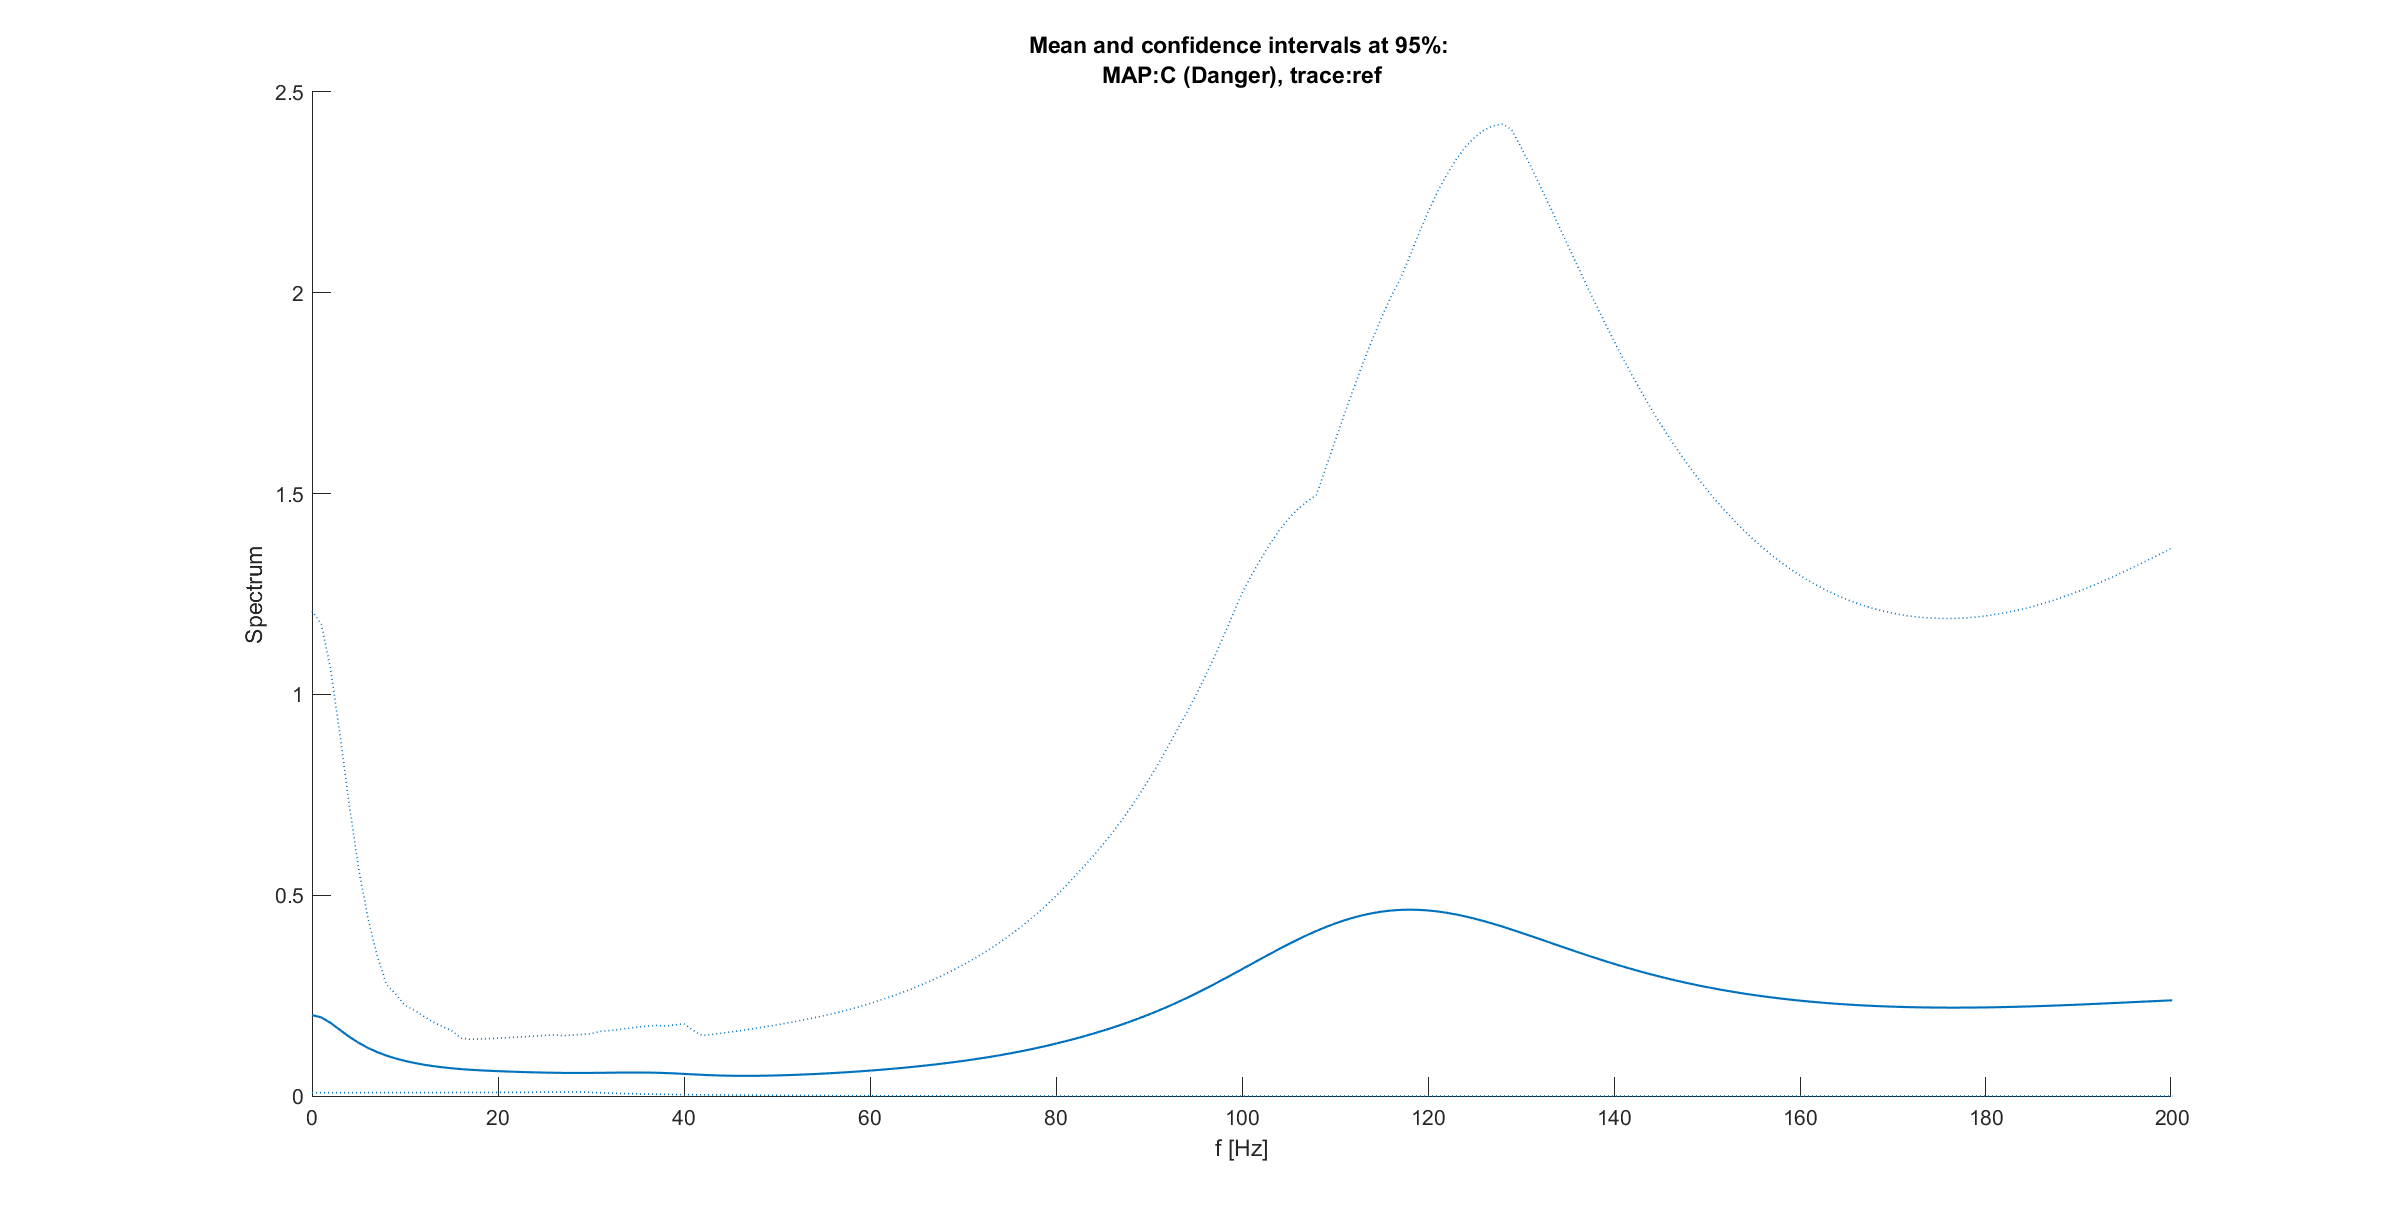 Mean and confidence intervals at 95%:
MAP:C (Danger), trace:ref
2.5
2
1.5
1
0.5
0
Spectrum
0 20 40 60 80 100 120 140 160 180 200
f [Hz]